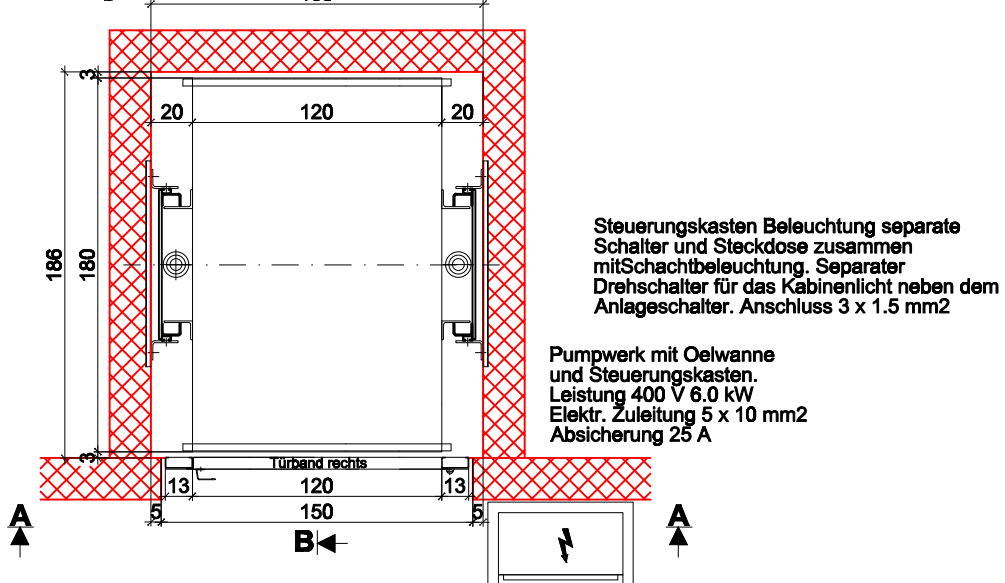 3
20
120
20
186
180
Steuerungskasten Beleuchtung separate
Schalter und Steckdose zusammen
mitSchachtbeleuchtung. Separater
Drehschalter für das Kabinenlicht neben dem
Anlageschalter. Anschluss 3 x 1.5 mm2
Pumpwerk mit Oelwanne
und Steuerungskasten.
Leistung 400 V 6.0 kW
Elektr. Zuleitung 5 x 10 mm2
Absicherung 25 A
3
Türband rechts
13
120
13
A
5
150
5
A
B